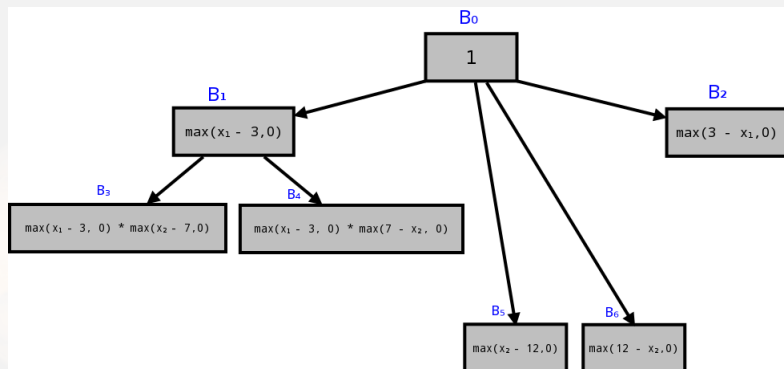 B₀
1
B₁
max(x₁ - 3,0)
B₂
max(3 - x₁,0)
B₃
max(x₁ - 3, 0) * max(x₂ - 7,0)
B₄
max(x₁ - 3, 0) * max(7 - x₂, 0)
B₅
max(x₂ - 12,0)
B₆
max(12 - x₂,0)